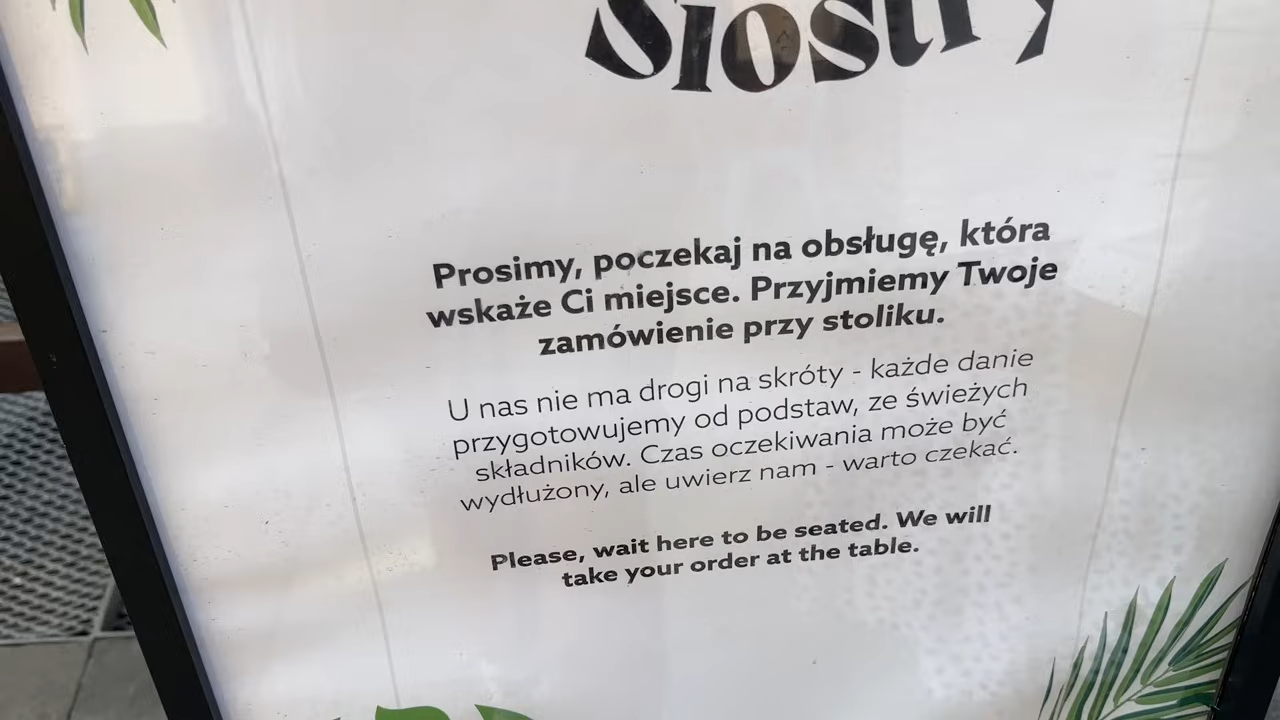 Siostry
Prosimy, poczekaj na obsługę, która
wskaże Ci miejsce. Przyjmiemy Twoje
zamówienie przy stoliku.
U nas nie ma drogi na skróty - każde danie
przygotowujemy od podstaw, ze świeżych
składników. Czas oczekiwania może być
wydłużony, ale uwierz nam - warto czekać.
Please, wait here to be seated. We will
take your order at the table.